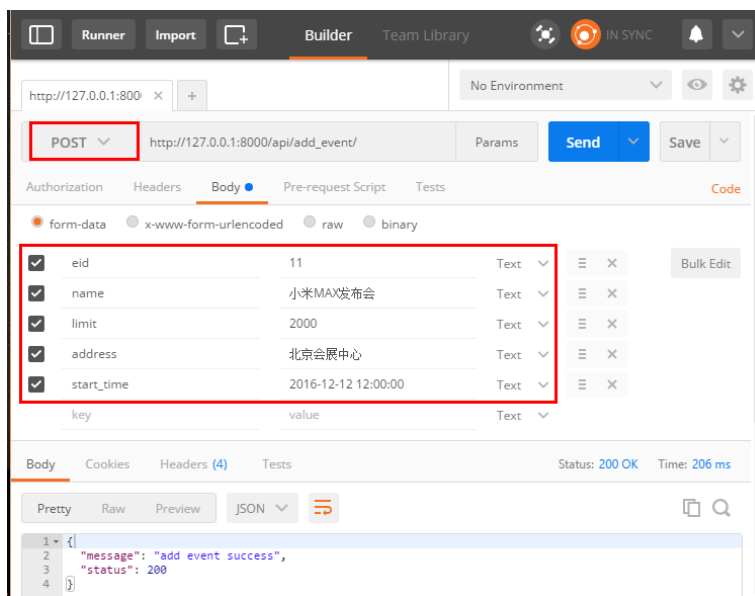 Runner Import Builder Team Library IN SYNC
http://127.0.0.1:800 No Environment
POST http://127.0.0.1:8000/api/add_event/ Params Send Save
Authorization Headers Body Pre-request Script Tests Code
form-data x-www-form-urlencoded raw binary
eid 11 Text Bulk Edit
name 小米MAX发布会 Text
limit 2000 Text
address 北京会展中心 Text
start_time 2016-12-12 12:00:00 Text
key value Text
Body Cookies Headers (4) Tests Status: 200 OK Time: 206 ms
Pretty Raw Preview JSON
1 {
2 "message": "add event success",
3 "status": 200
4 }